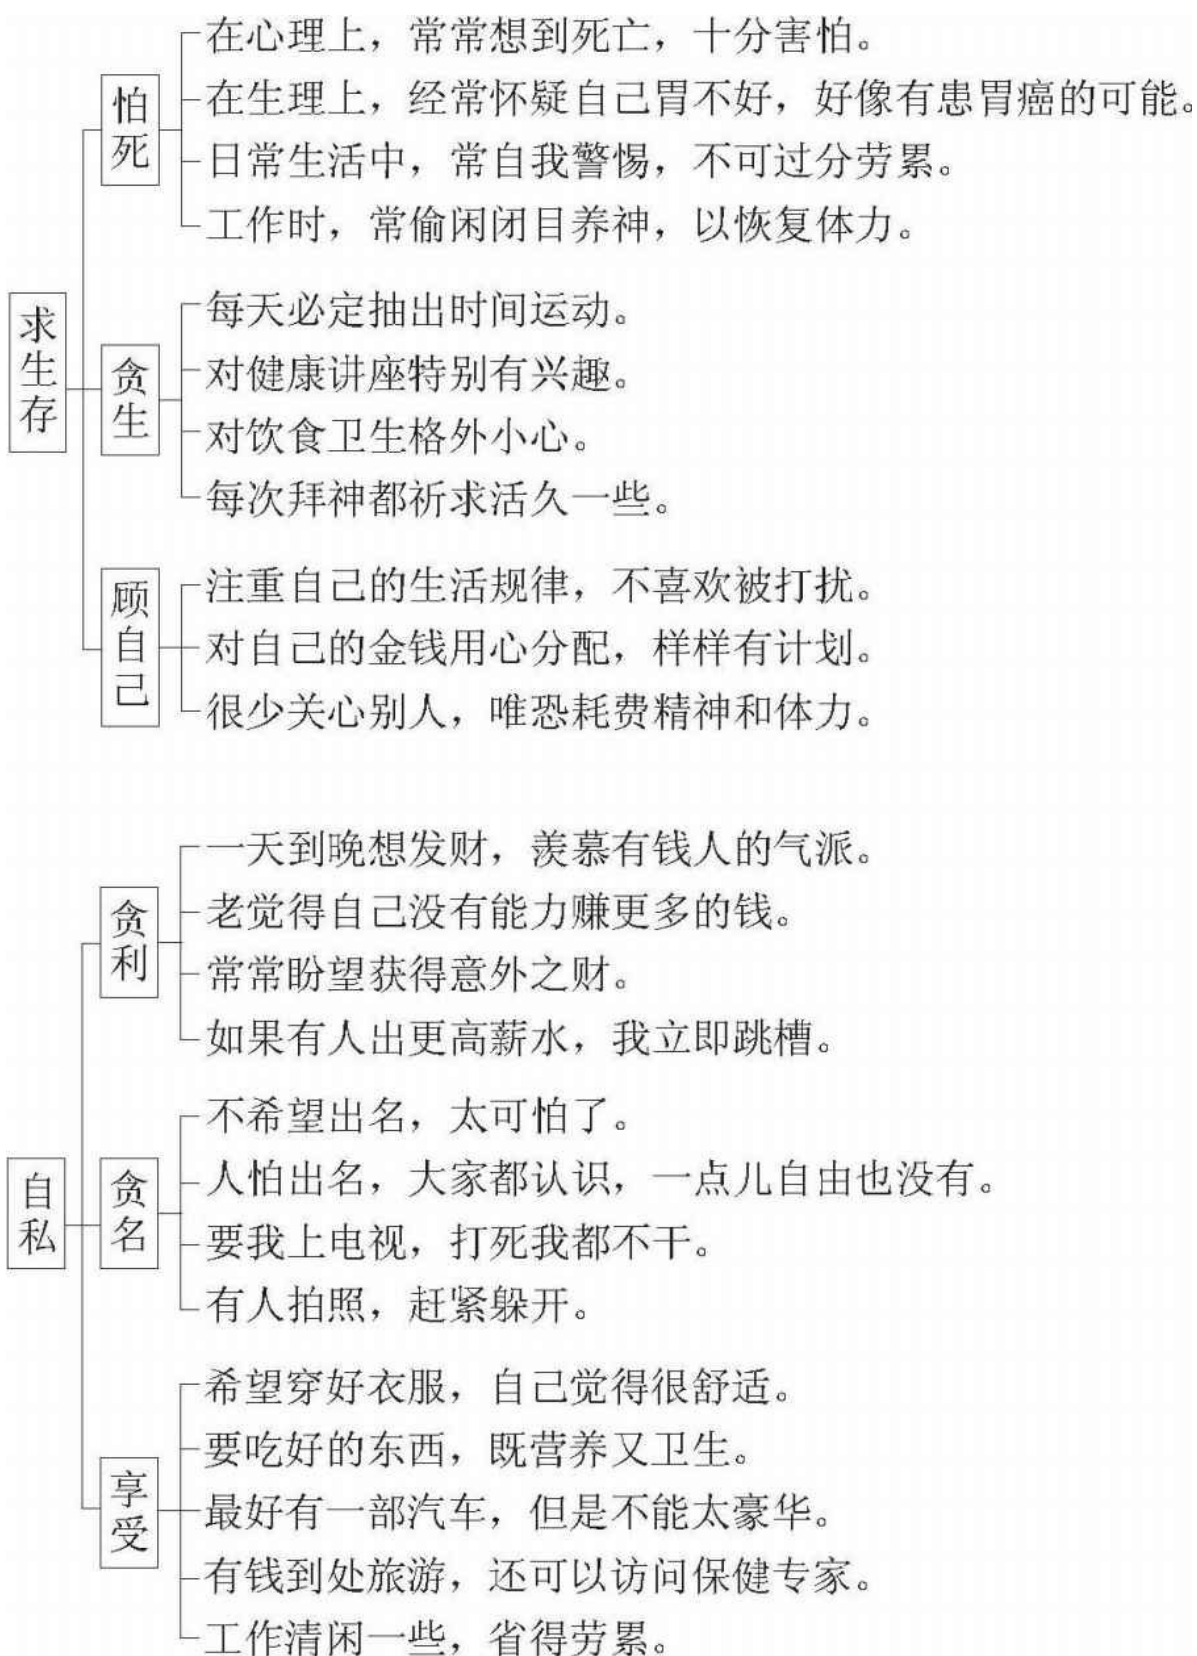 求生存
怕死
在心理上，常常想到死亡，十分害怕。
在生理上，经常怀疑自己胃不好，好像有患胃癌的可能。
日常生活中，常自我警惕，不可过分劳累。
工作时，常偷闲闭目养神，以恢复体力。
贪生
每天必定抽出时间运动。
对健康讲座特别有兴趣。
对饮食卫生格外小心。
每次拜神都祈求活久一些。
顾自己
注重自己的生活规律，不喜欢被打扰。
对自己的金钱用心分配，样样有计划。
很少关心别人，唯恐耗费精神和体力。
自私
贪利
一天到晚想发财，羡慕有钱人的气派。
老觉得自己没有能力赚更多的钱。
常常盼望获得意外之财。
如果有人出更高薪水，我立即跳槽。
贪名
不希望出名，太可怕了。
人怕出名，大家都认识，一点儿自由也没有。
要我上电视，打死我都不干。
有人拍照，赶紧躲开。
享受
希望穿好衣服，自己觉得很舒适。
要吃好的东西，既营养又卫生。
最好有一部汽车，但是不能太豪华。
有钱到处旅游，还可以访问保健专家。
工作清闲一些，省得劳累。